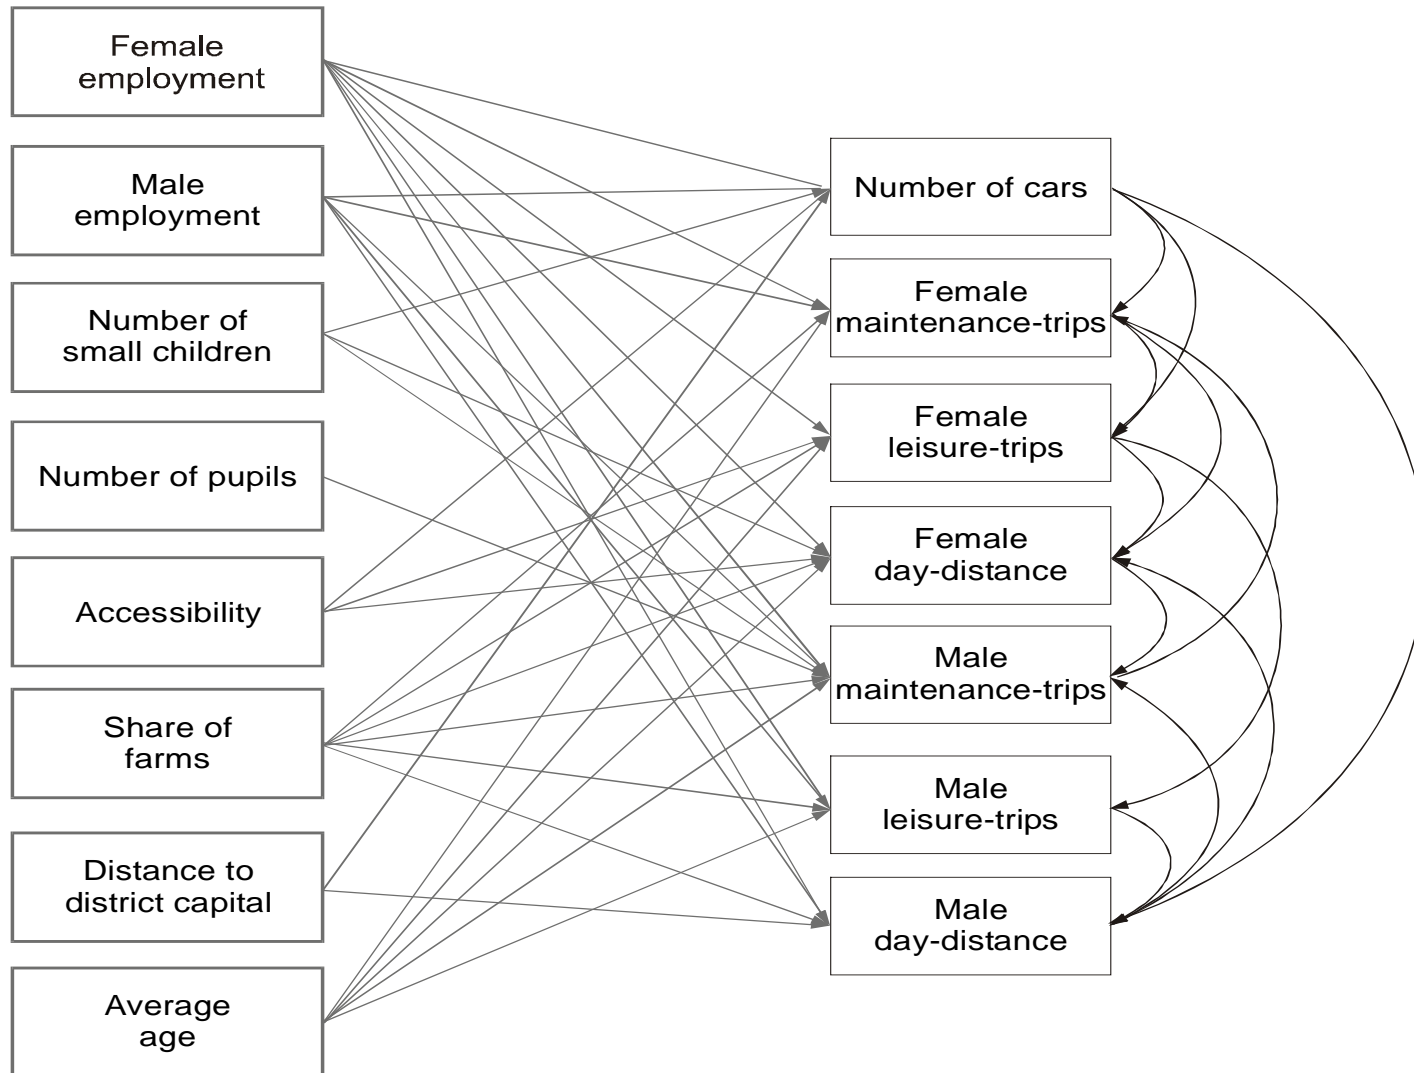 Female
employment
Male
employment
Number of
small children
Number of pupils
Accessibility
Share of
farms
Distance to
district capital
Average
age
Number of cars
Female
maintenance-trips
Female
leisure-trips
Female
day-distance
Male
maintenance-trips
Male
leisure-trips
Male
day-distance